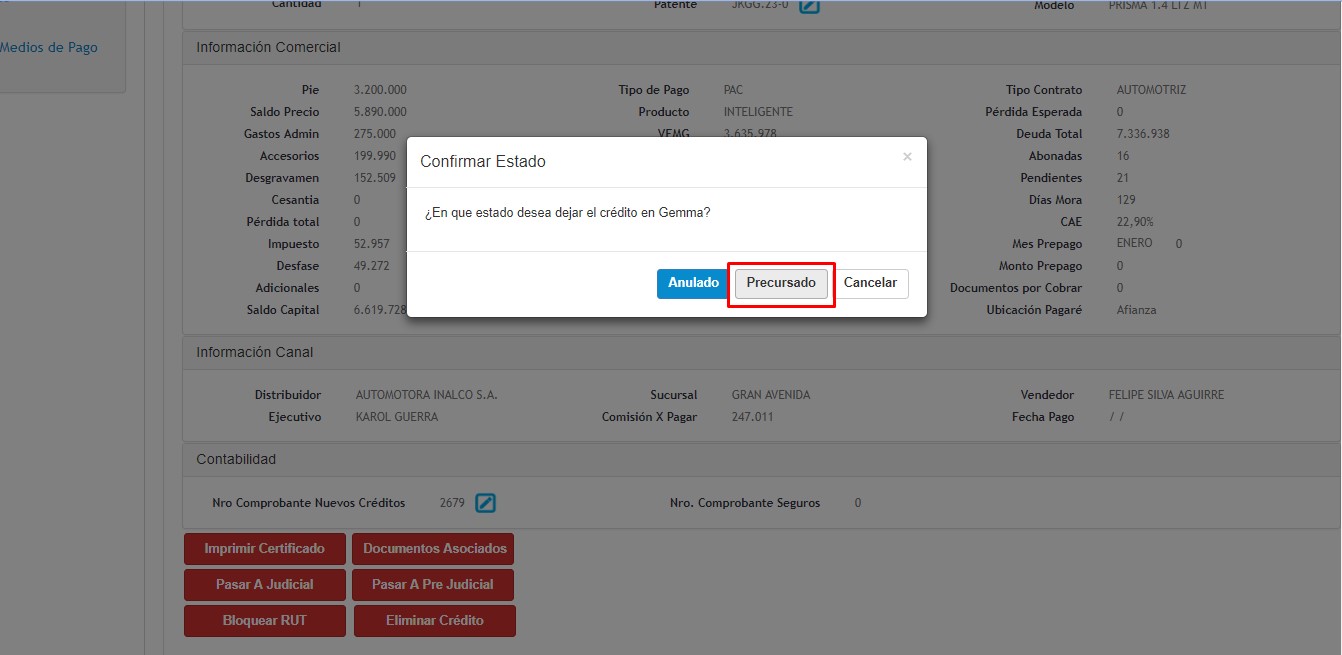 Cantidad 1 Patente JKGG.23-0 Modelo PRISMA 1.4 LTZ MT
Medios de Pago
Información Comercial
Pie 3.200.000 Tipo de Pago PAC Tipo Contrato AUTOMOTRIZ
Saldo Precio 5.890.000 Producto INTELIGENTE Pérdida Esperada 0
Gastos Admin 275.000 VFMG 3.635.978 Deuda Total 7.336.938
Accesorios 199.990 Abonadas 16
Desgravamen 152.509 Pendientes 21
Cesantia 0 Días Mora 129
Pérdida total 0 CAE 22,90%
Impuesto 52.957 Mes Prepago ENERO 0
Desfase 49.272 Monto Prepago 0
Adicionales 0 Documentos por Cobrar 0
Saldo Capital 6.619.728 Ubicación Pagaré Afianza
Confirmar Estado ×
¿En que estado desea dejar el crédito en Gemma?
Anulado Precursado Cancelar
Información Canal
Distribuidor AUTOMOTORA INALCO S.A. Sucursal GRAN AVENIDA Vendedor FELIPE SILVA AGUIRRE
Ejecutivo KAROL GUERRA Comisión X Pagar 247.011 Fecha Pago / /
Contabilidad
Nro Comprobante Nuevos Créditos 2679 Nro. Comprobante Seguros 0
Imprimir Certificado Documentos Asociados
Pasar A Judicial Pasar A Pre Judicial
Bloquear RUT Eliminar Crédito